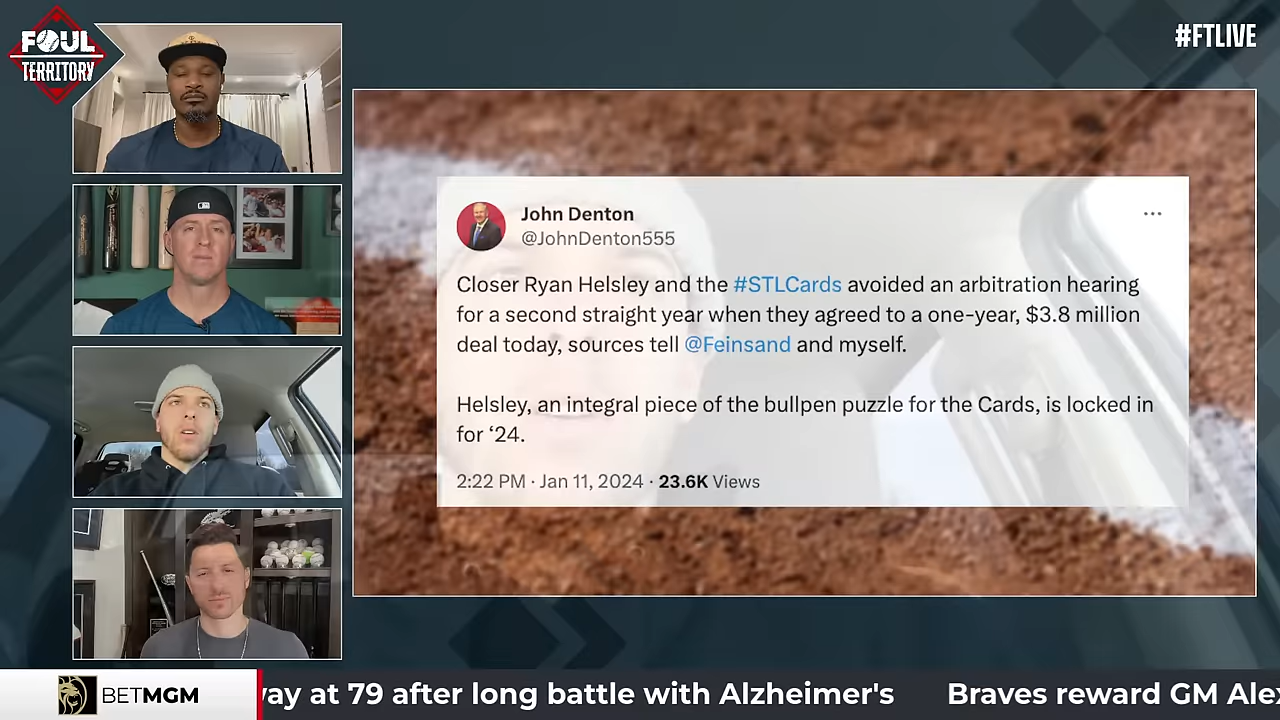 FOUL
TERRITORY
#FTLIVE
John Denton
@JohnDenton555
Closer Ryan Helsley and the #STLCards avoided an arbitration hearing
for a second straight year when they agreed to a one-year, $3.8 million
deal today, sources tell @Feinsand and myself.
Helsley, an integral piece of the bullpen puzzle for the Cards, is locked in
for ‘24.
2:22 PM · Jan 11, 2024 · 23.6K Views
BETMGM
at 79 after long battle with Alzheimer's
Braves reward GM